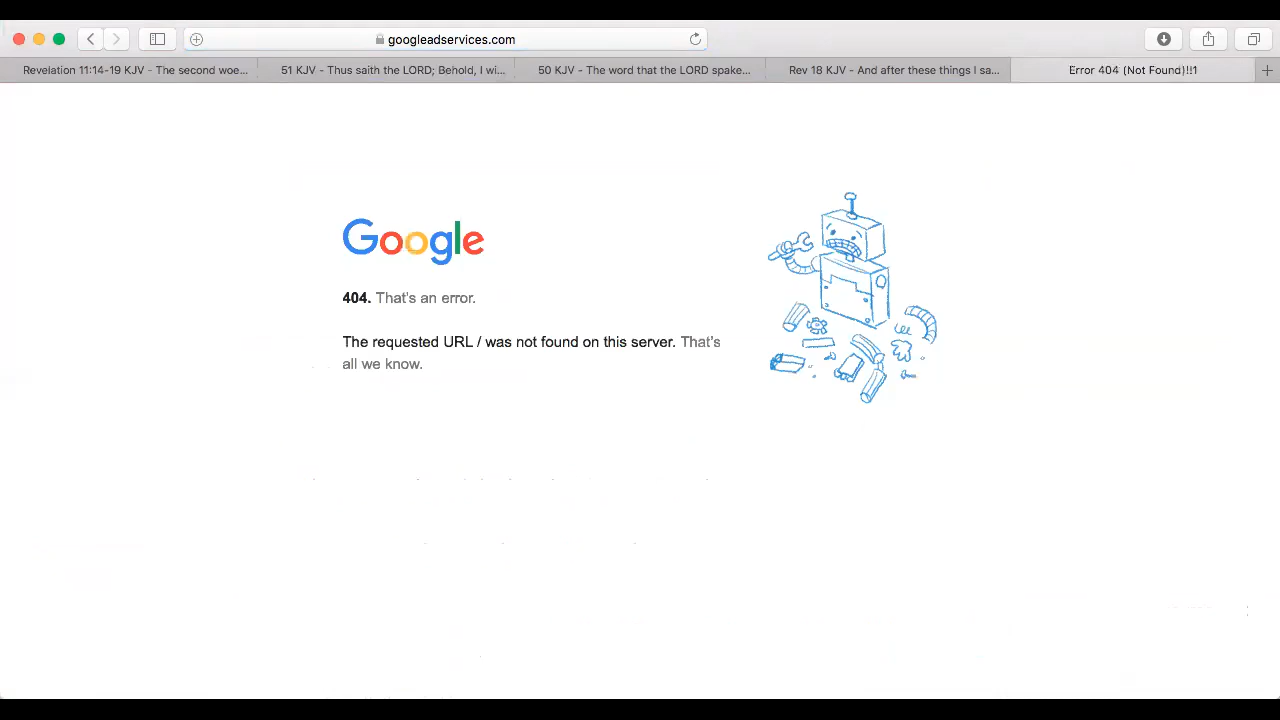 googleadservices.com
Revelation 11:14-19 KJV - The second woe...
51 KJV - Thus saith the LORD; Behold, I wi...
50 KJV - The word that the LORD spake...
Rev 18 KJV - And after these things I sa...
Error 404 (Not Found)!!1
Google
404. That's an error.
The requested URL / was not found on this server. That's
all we know.